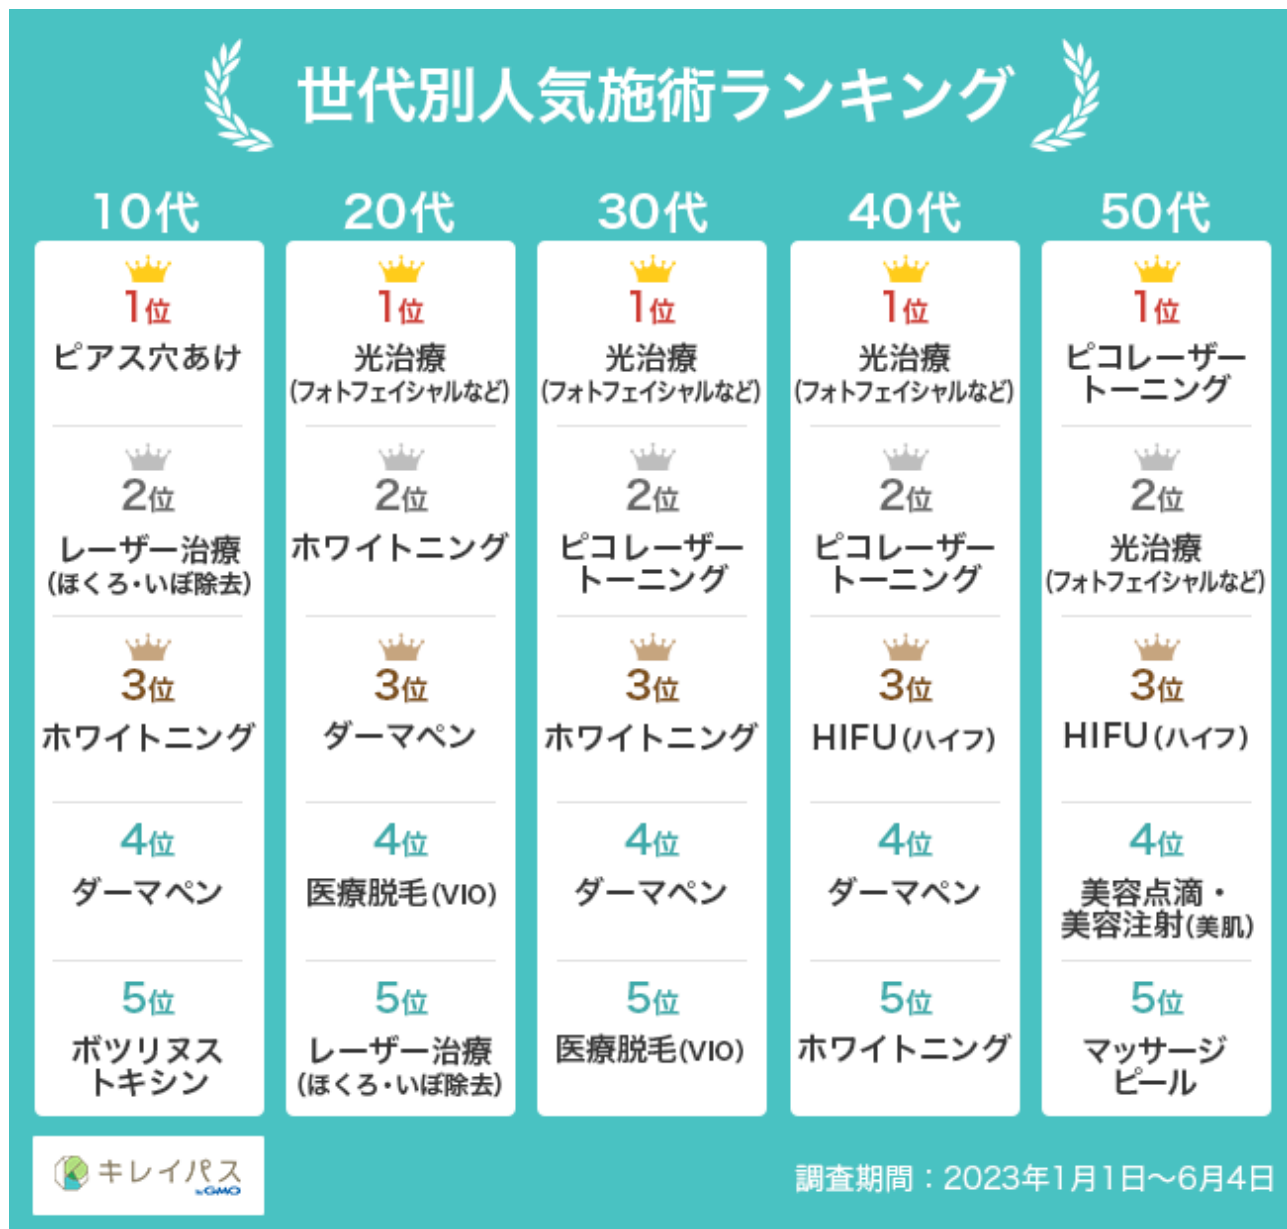 世代別人気施術ランキング
10代
1位
ピアス穴あけ
2位
レーザー治療
(ほくろ・いぼ除去)
3位
ホワイトニング
4位
ダーマペン
5位
ボツリヌス
トキシン
20代
1位
光治療
(フォトフェイシャルなど)
2位
ホワイトニング
3位
ダーマペン
4位
医療脱毛(VIO)
5位
レーザー治療
(ほくろ・いぼ除去)
30代
1位
光治療
(フォトフェイシャルなど)
2位
ピコレーザー
トーニング
3位
ホワイトニング
4位
ダーマペン
5位
医療脱毛(VIO)
40代
1位
光治療
(フォトフェイシャルなど)
2位
ピコレーザー
トーニング
3位
HIFU(ハイフ)
4位
ダーマペン
5位
ホワイトニング
50代
1位
ピコレーザー
トーニング
2位
光治療
(フォトフェイシャルなど)
3位
HIFU(ハイフ)
4位
美容点滴・
美容注射(美肌)
5位
マッサージ
ピール
キレイパス
byGMO
調査期間：2023年1月1日〜6月4日